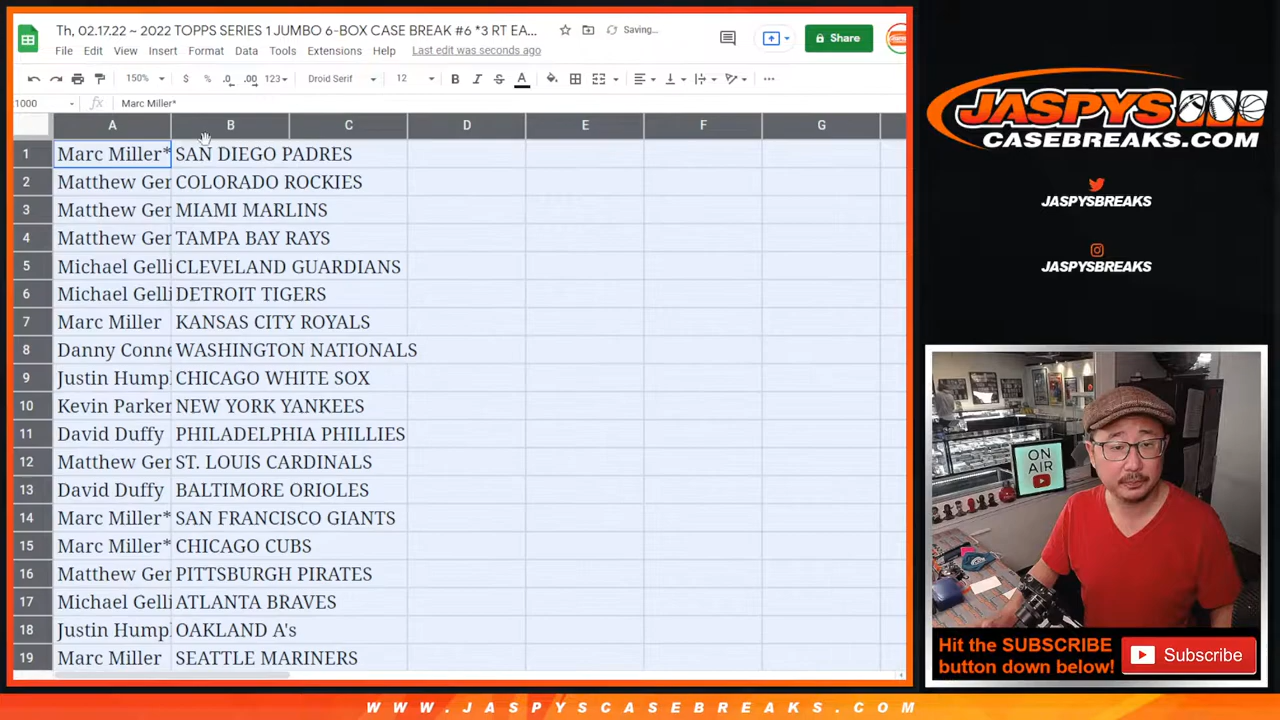 Th, 02.17.22 ~ 2022 TOPPS SERIES 1 JUMBO 6-BOX CASE BREAK #6 *3 RT EA... Saving...
File Edit View Insert Format Data Tools Extensions Help Last edit was seconds ago
Share
150% $ % .0 .00 123 Droid Serif 12 B I S A
1000 fx Marc Miller*
A B C D E F G
1 Marc Miller* SAN DIEGO PADRES
2 Matthew Ger COLORADO ROCKIES
3 Matthew Ger MIAMI MARLINS
4 Matthew Ger TAMPA BAY RAYS
5 Michael Gelli CLEVELAND GUARDIANS
6 Michael Gelli DETROIT TIGERS
7 Marc Miller KANSAS CITY ROYALS
8 Danny Conne WASHINGTON NATIONALS
9 Justin Hump CHICAGO WHITE SOX
10 Kevin Parker NEW YORK YANKEES
11 David Duffy PHILADELPHIA PHILLIES
12 Matthew Ger ST. LOUIS CARDINALS
13 David Duffy BALTIMORE ORIOLES
14 Marc Miller* SAN FRANCISCO GIANTS
15 Marc Miller* CHICAGO CUBS
16 Matthew Ger PITTSBURGH PIRATES
17 Michael Gelli ATLANTA BRAVES
18 Justin Hump OAKLAND A's
19 Marc Miller SEATTLE MARINERS
JASPYS
CASEBREAKS.COM
JASPYSBREAKS
JASPYSBREAKS
ON
AIR
Hit the SUBSCRIBE
button down below!
Subscribe
WWW.JASPYSCASEBREAKS.COM